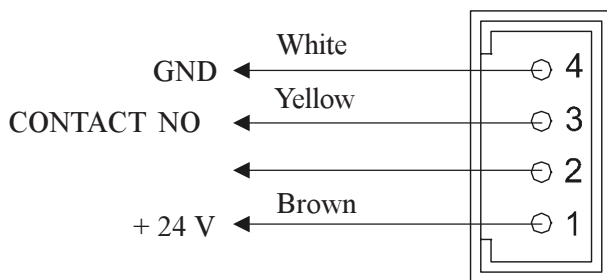 White
GND 4
Yellow
CONTACT NO 3
2
Brown
+ 24 V 1